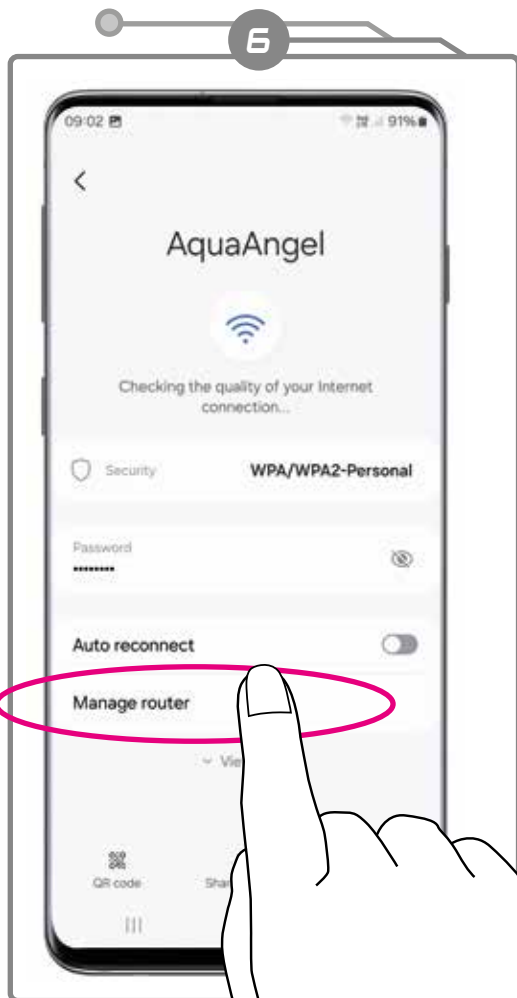 6
09:02 91%
AquaAngel
Checking the quality of your Internet
connection...
Security WPA/WPA2-Personal
Password
••••••••
Auto reconnect
Manage router
QR code